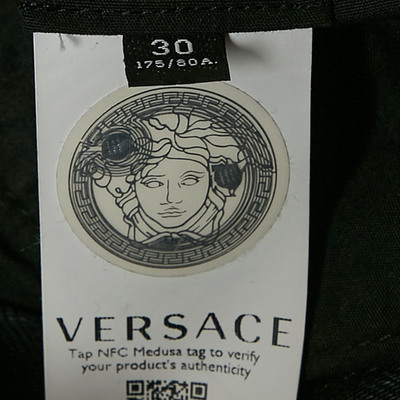 30
175/80A.
VERSACE
Tap NFC Medusa tag to verify
your product's authenticity